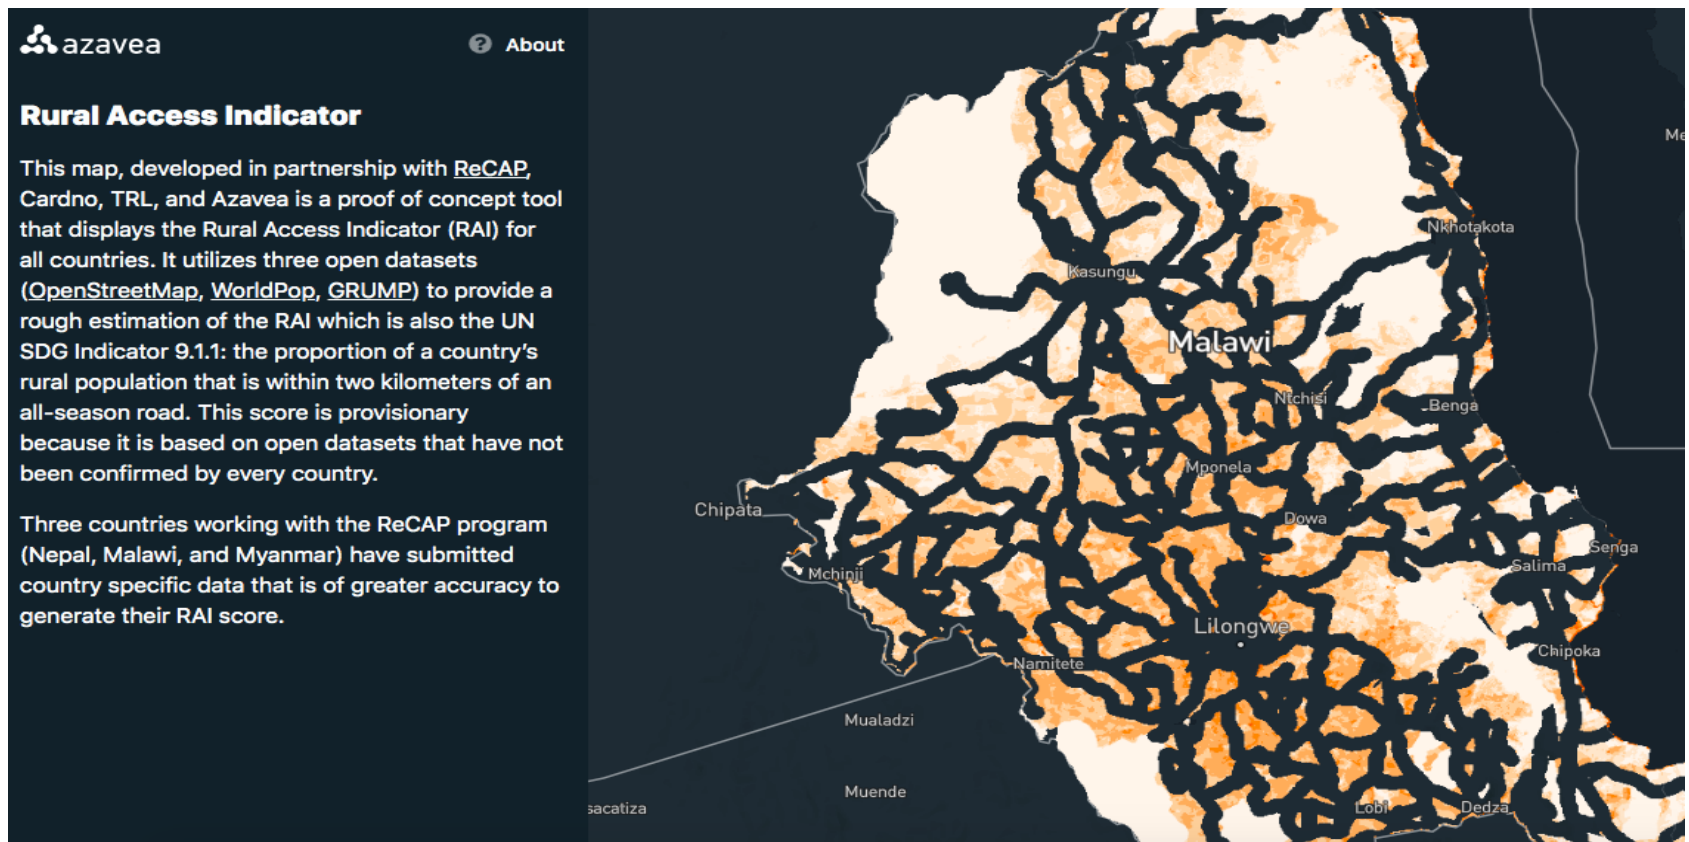 azavea
? About
Rural Access Indicator
This map, developed in partnership with ReCAP,
Cardno, TRL, and Azavea is a proof of concept tool
that displays the Rural Access Indicator (RAI) for
all countries. It utilizes three open datasets
(OpenStreetMap, WorldPop, GRUMP) to provide a
rough estimation of the RAI which is also the UN
SDG Indicator 9.1.1: the proportion of a country’s
rural population that is within two kilometers of an
all-season road. This score is provisionary
because it is based on open datasets that have not
been confirmed by every country.
Three countries working with the ReCAP program
(Nepal, Malawi, and Myanmar) have submitted
country specific data that is of greater accuracy to
generate their RAI score.
Me
Nkhotakota
Kasungu
Malawi
Ntchisi
Benga
Mponela
Chipata
Dowa
Senga
Salima
Mchinji
Lilongwe
Chipoka
Namitete
Mualadzi
Muende
sacatiza
Lobi
Dedza